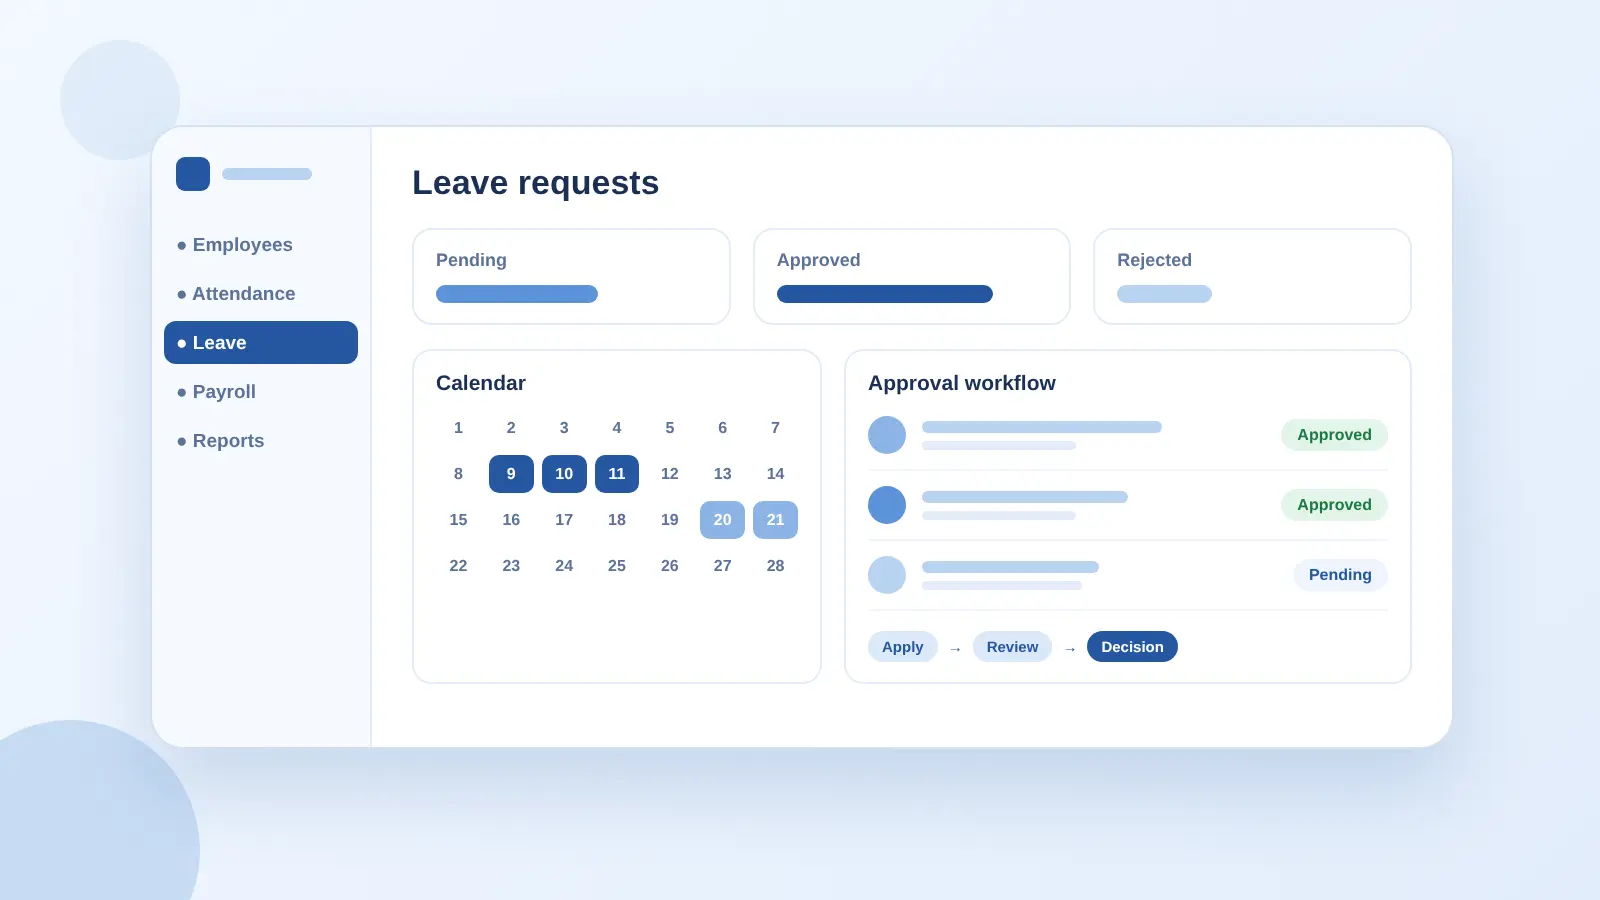 ● Employees
● Attendance
● Leave
● Payroll
● Reports
Leave requests
Pending
Approved
Rejected
Calendar
1 2 3 4 5 6 7
8 9 10 11 12 13 14
15 16 17 18 19 20 21
22 23 24 25 26 27 28
Approval workflow
Approved
Approved
Pending
Apply → Review → Decision